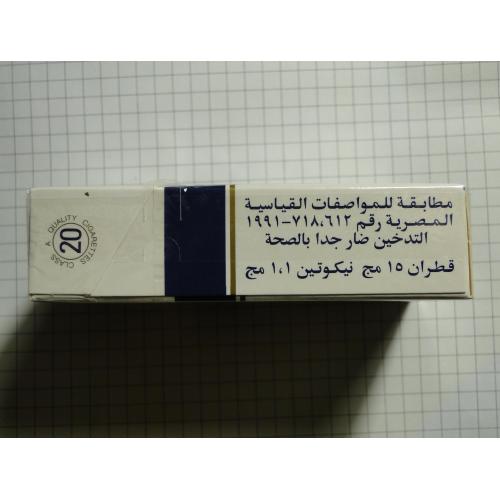 مطابقة للمواصفات القياسية
المصرية رقم ٧١٨،٦١٢-١٩٩١
التدخين ضار جدا بالصحة
قطران ١٥ مج نيكوتين ١،١ مج
CLASS A QUALITY CIGARETTES
20